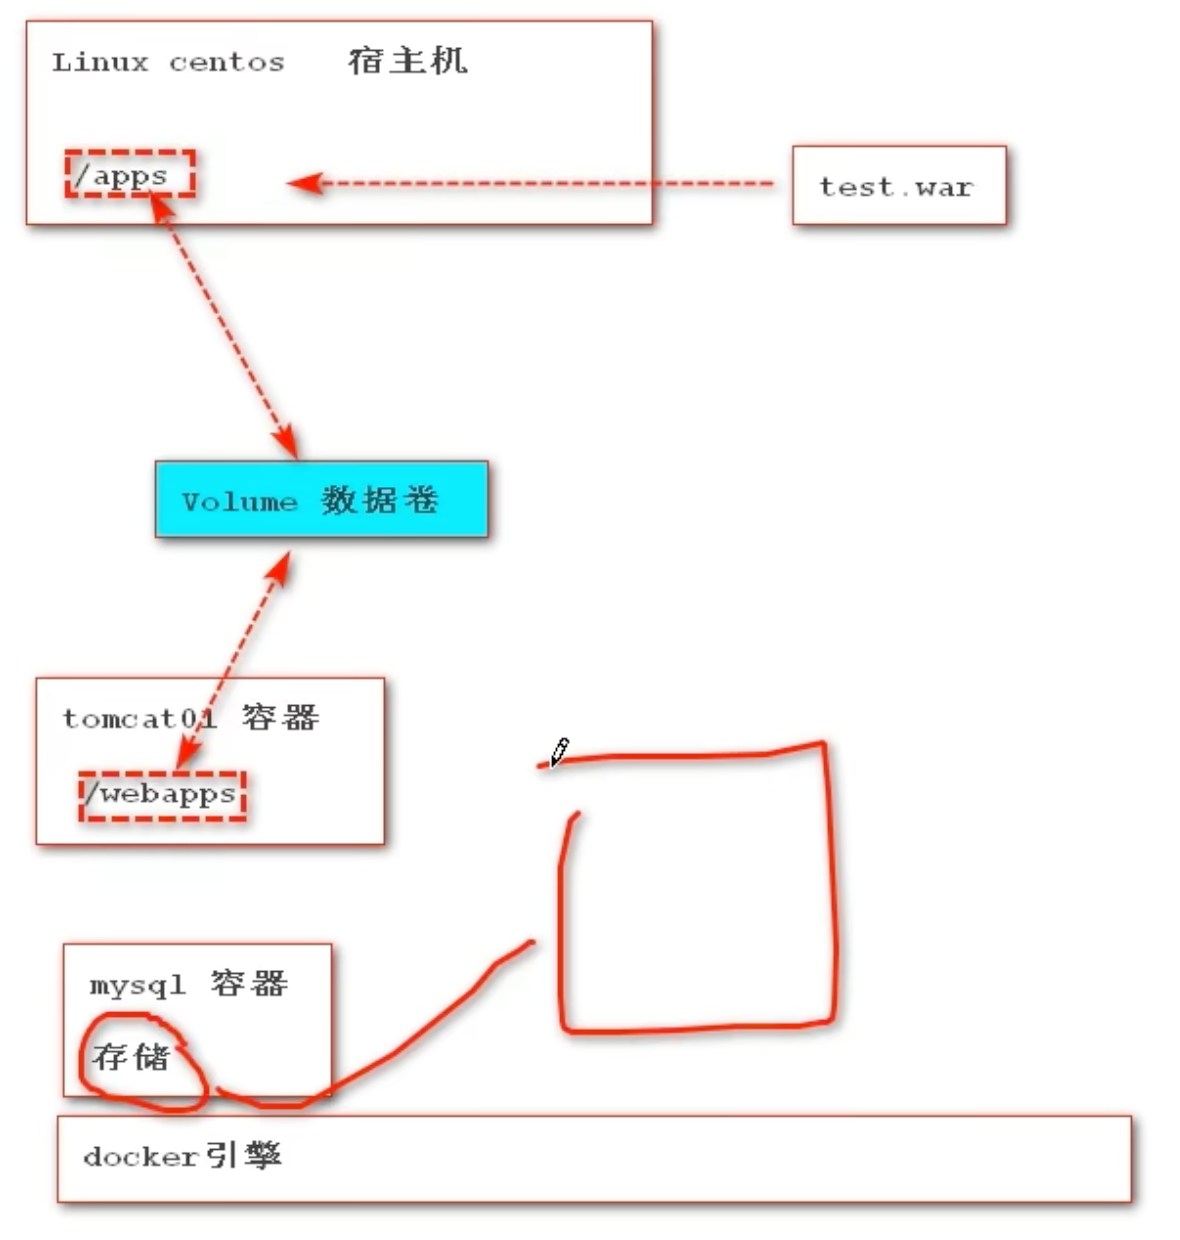 Linux centos 宿主机
/apps
test.war
Volume 数据卷
tomcat01 容器
/webapps
mysql 容器
存储
docker引擎